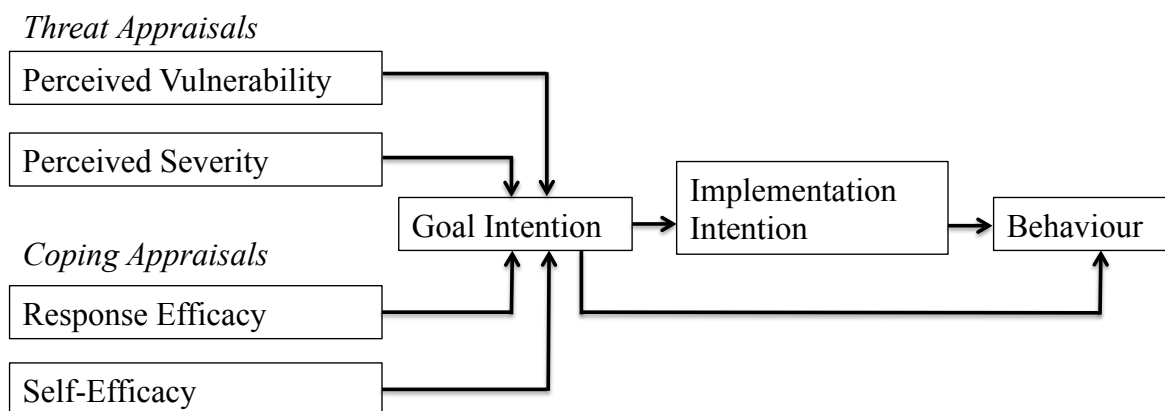 Threat Appraisals
Perceived Vulnerability
Perceived Severity
Goal Intention
Implementation
Intention
Behaviour
Coping Appraisals
Response Efficacy
Self-Efficacy